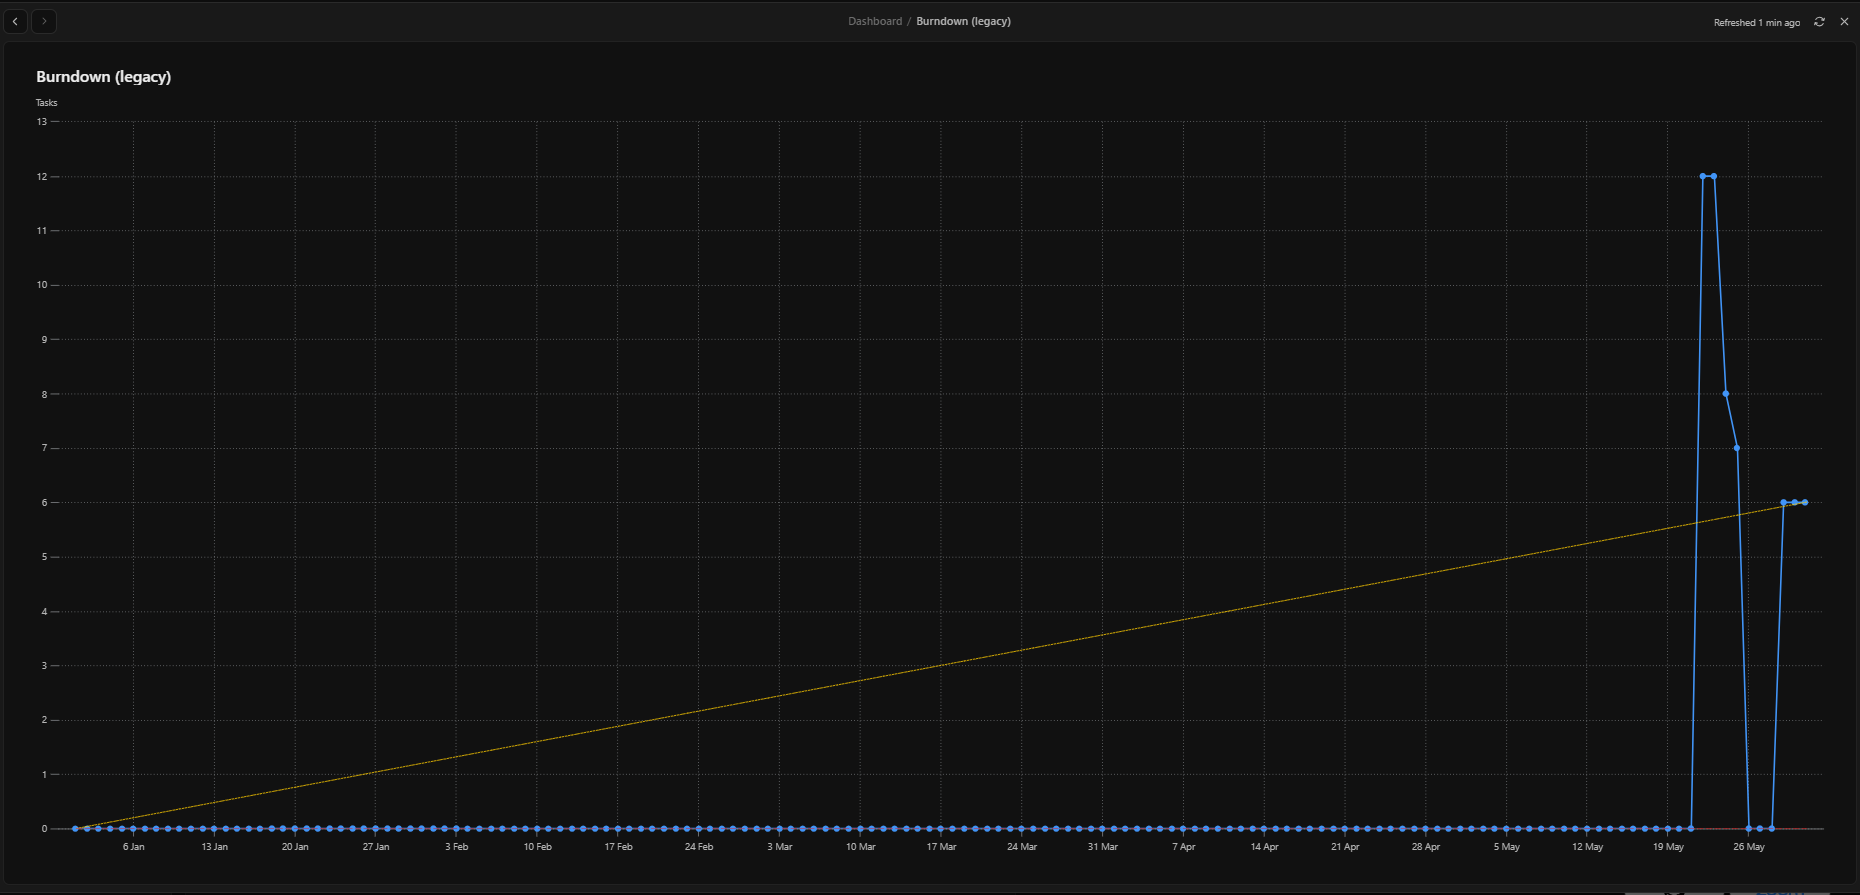 Dashboard / Burndown (legacy)
Refreshed 1 min ago
Burndown (legacy)
Tasks
13
12
11
10
9
8
7
6
5
4
3
2
1
0
6 Jan 13 Jan 20 Jan 27 Jan 3 Feb 10 Feb 17 Feb 24 Feb 3 Mar 10 Mar 17 Mar 24 Mar 31 Mar 7 Apr 14 Apr 21 Apr 28 Apr 5 May 12 May 19 May 26 May